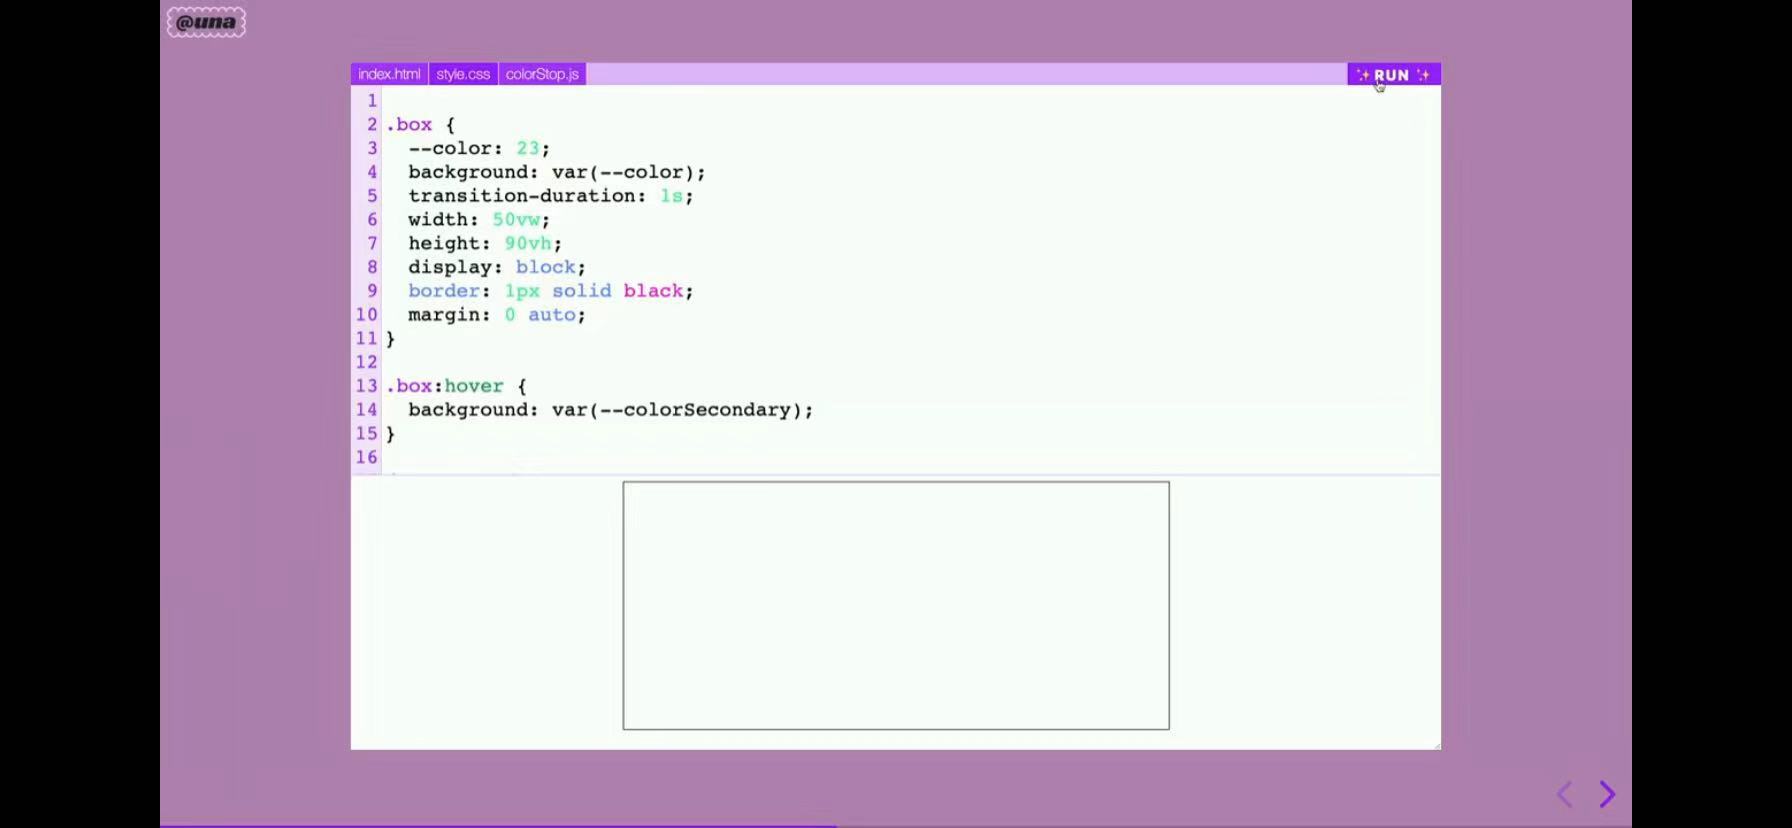 @una
index.html style.css colorStop.js ✨ RUN ✨
1
2 .box {
3 --color: 23;
4 background: var(--color);
5 transition-duration: 1s;
6 width: 50vw;
7 height: 90vh;
8 display: block;
9 border: 1px solid black;
10 margin: 0 auto;
11 }
12
13 .box:hover {
14 background: var(--colorSecondary);
15 }
16